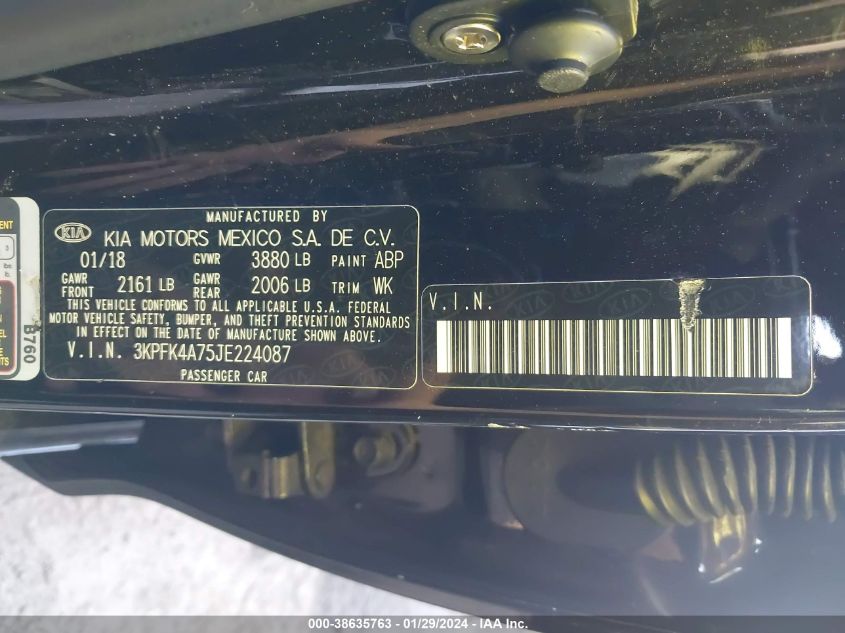 MANUFACTURED BY
KIA KIA MOTORS MEXICO S.A. DE C.V.
01/18 GVWR 3880 LB PAINT ABP
GAWR FRONT 2161 LB GAWR REAR 2006 LB TRIM WK
THIS VEHICLE CONFORMS TO ALL APPLICABLE U.S.A. FEDERAL
MOTOR VEHICLE SAFETY, BUMPER, AND THEFT PREVENTION STANDARDS
IN EFFECT ON THE DATE OF MANUFACTURE SHOWN ABOVE.
V.I.N. 3KPFK4A75JE224087
PASSENGER CAR
V.I.N.
B760
000-38635763 - 01/29/2024 - IAA Inc.